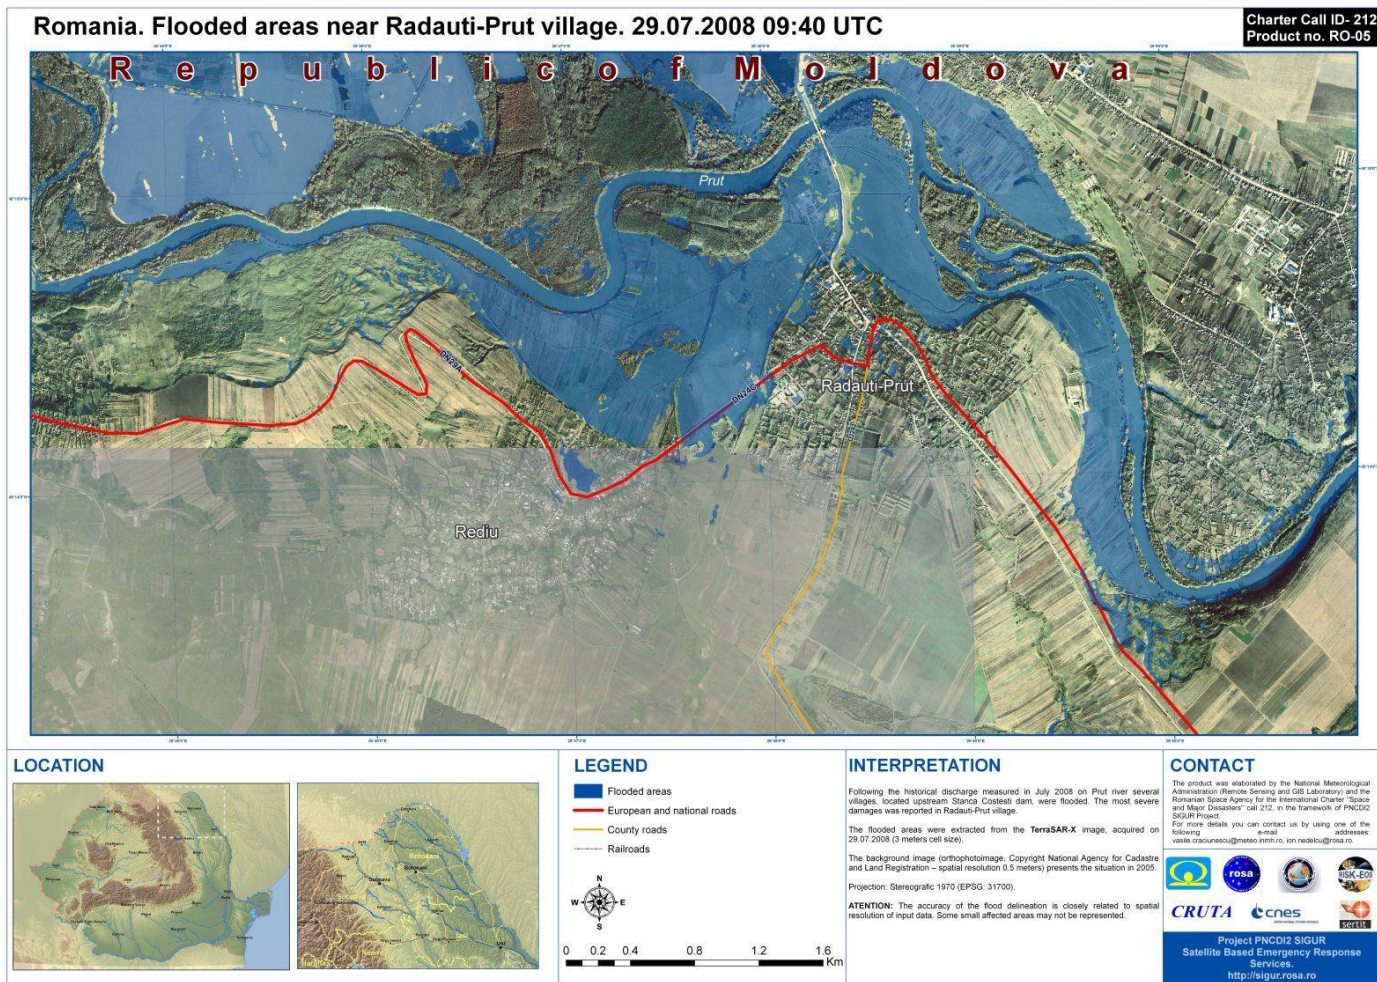 Romania. Flooded areas near Radauti-Prut village. 29.07.2008 09:40 UTC
Charter Call ID- 212
Product no. RO-05
Republic of Moldova
Prut
DN29A
DN24C
Radauti-Prut
Rediu
LOCATION
Botosani
Suceava
Iasi
LEGEND
Flooded areas
European and national roads
County roads
Railroads
N
W
E
S
0 0.2 0.4 0.8 1.2 1.6
Km
INTERPRETATION
Following the historical discharge measured in July 2008 on Prut river several
villages, located upstream Stanca Costesti dam, were flooded. The most severe
damages was reported in Radauti-Prut village.
The flooded areas were extracted from the TerraSAR-X image, acquired on
29.07.2008 (3 meters cell size).
The background image (orthophotoimage, Copyright National Agency for Cadastre
and Land Registration – spatial resolution 0.5 meters) presents the situation in 2005.
Projection: Stereografic 1970 (EPSG: 31700).
ATENTION: The accuracy of the flood delineation is closely related to spatial
resolution of input data. Some small affected areas may not be represented.
CONTACT
The product was elaborated by the National Meteorological
Administration (Remote Sensing and GIS Laboratory) and the
Romanian Space Agency for the International Charter "Space
and Major Dissasters" call 212, in the framework of PNCDI2
SIGUR Project.
For more details you can contact us by using one of the
following e-mail addresses:
vasile.craciunescu@meteo.inmh.ro, ion.nedelcu@rosa.ro.
rosa
RISK-EOS
CRUTA
cnes
sertit
Project PNCDI2 SIGUR
Satellite Based Emergency Response
Services.
http://sigur.rosa.ro